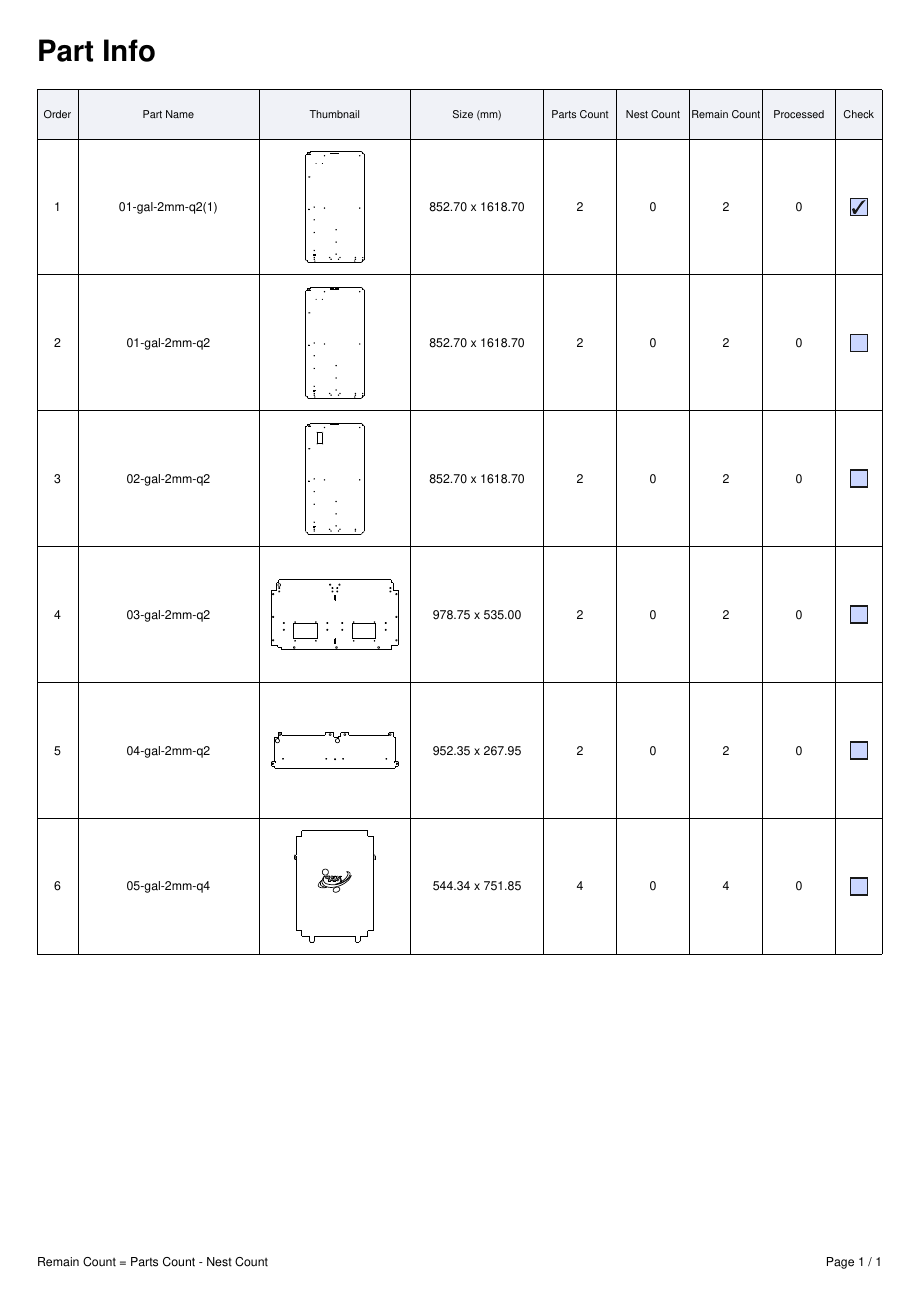 Part Info
Order Part Name Thumbnail Size (mm) Parts Count Nest Count Remain Count Processed Check
1 01-gal-2mm-q2(1) 852.70 x 1618.70 2 0 2 0
2 01-gal-2mm-q2 852.70 x 1618.70 2 0 2 0
3 02-gal-2mm-q2 852.70 x 1618.70 2 0 2 0
4 03-gal-2mm-q2 978.75 x 535.00 2 0 2 0
5 04-gal-2mm-q2 952.35 x 267.95 2 0 2 0
6 05-gal-2mm-q4 544.34 x 751.85 4 0 4 0
Remain Count = Parts Count - Nest Count Page 1 / 1